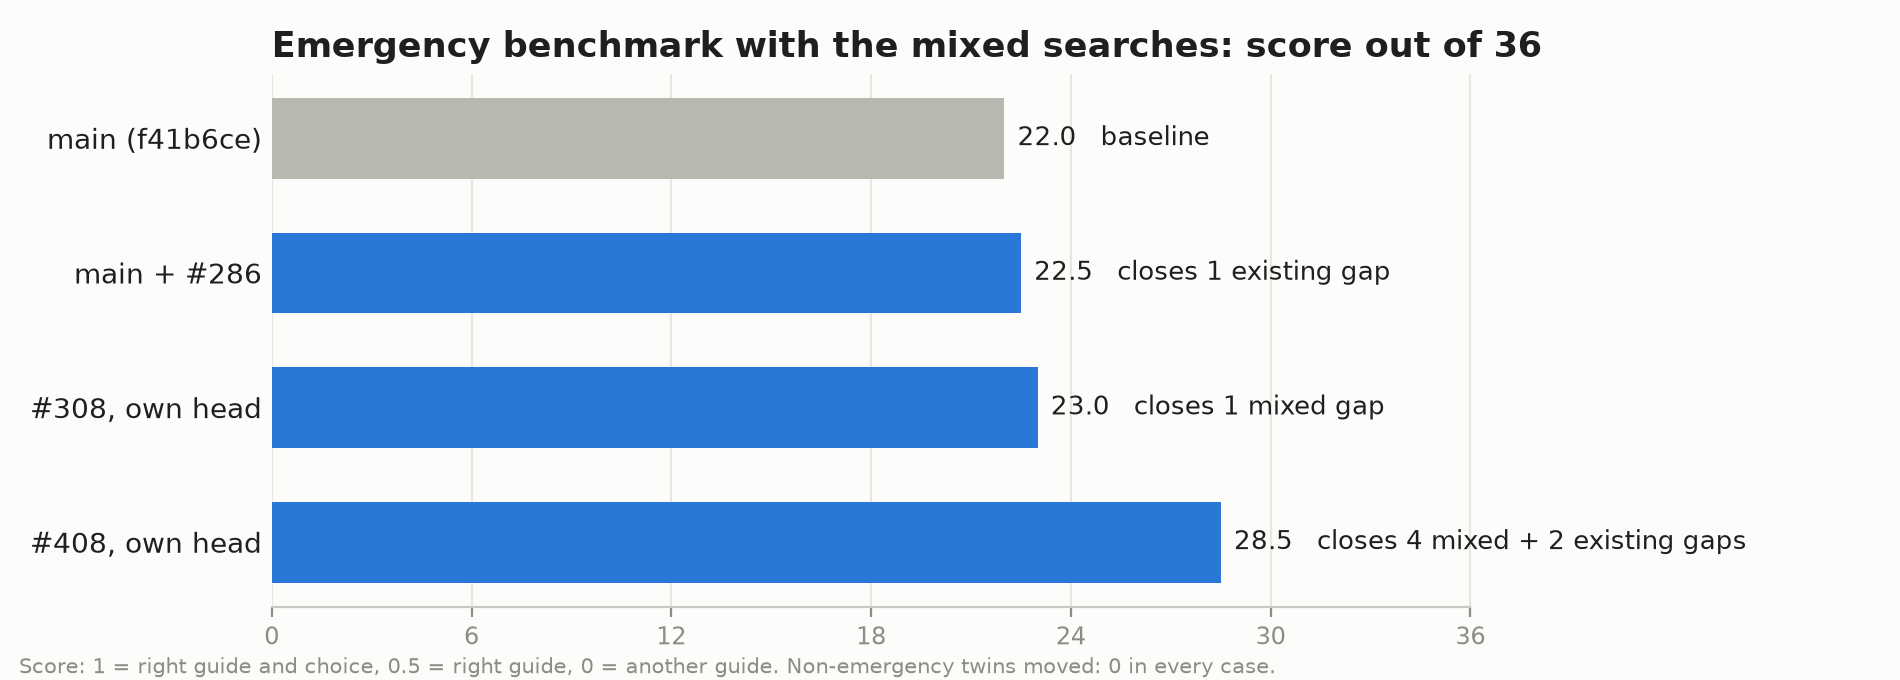 Emergency benchmark with the mixed searches: score out of 36
main (f41b6ce)
22.0 baseline
main + #286
22.5 closes 1 existing gap
#308, own head
23.0 closes 1 mixed gap
#408, own head
28.5 closes 4 mixed + 2 existing gaps
0 6 12 18 24 30 36
Score: 1 = right guide and choice, 0.5 = right guide, 0 = another guide. Non-emergency twins moved: 0 in every case.